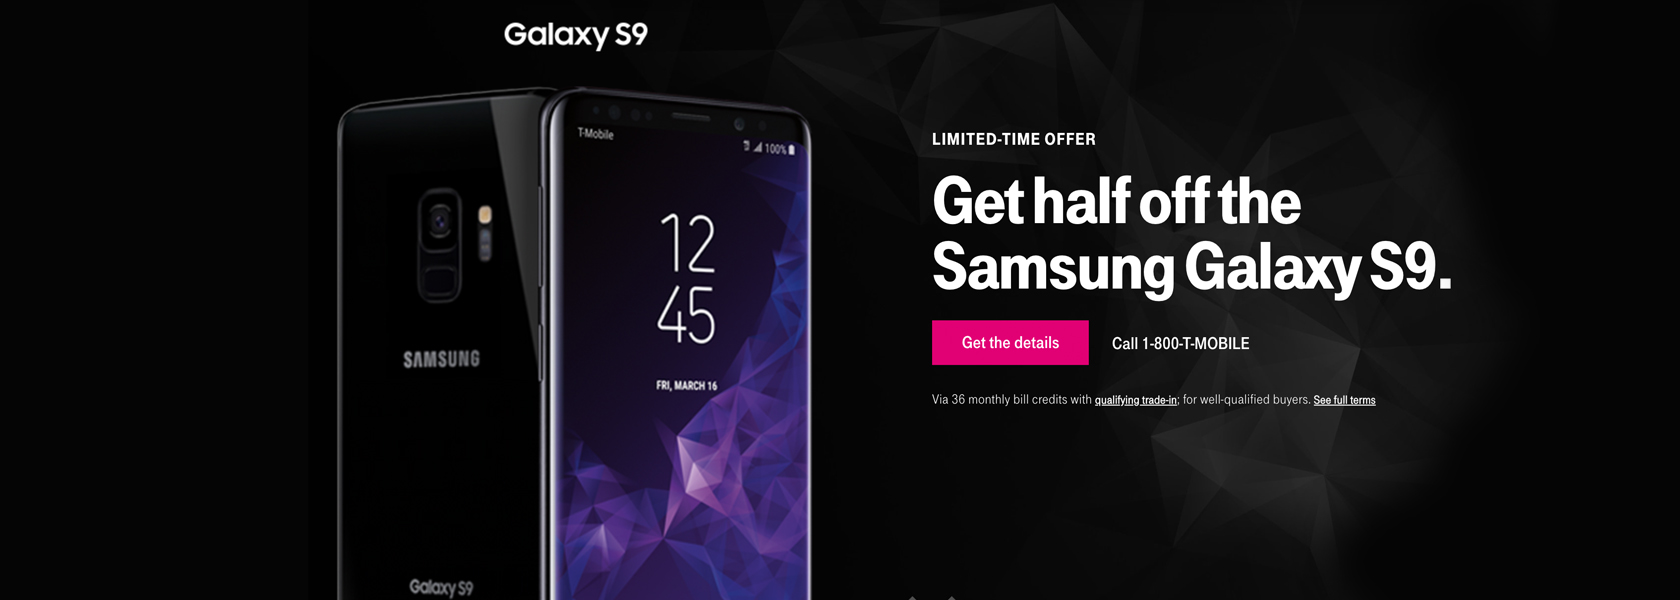 Galaxy S9
T-Mobile
100%
12
45
FRI, MARCH 16
SAMSUNG
Galaxy S9
LIMITED-TIME OFFER
Get half off the
Samsung Galaxy S9.
Get the details
Call 1-800-T-MOBILE
Via 36 monthly bill credits with qualifying trade-in; for well-qualified buyers. See full terms